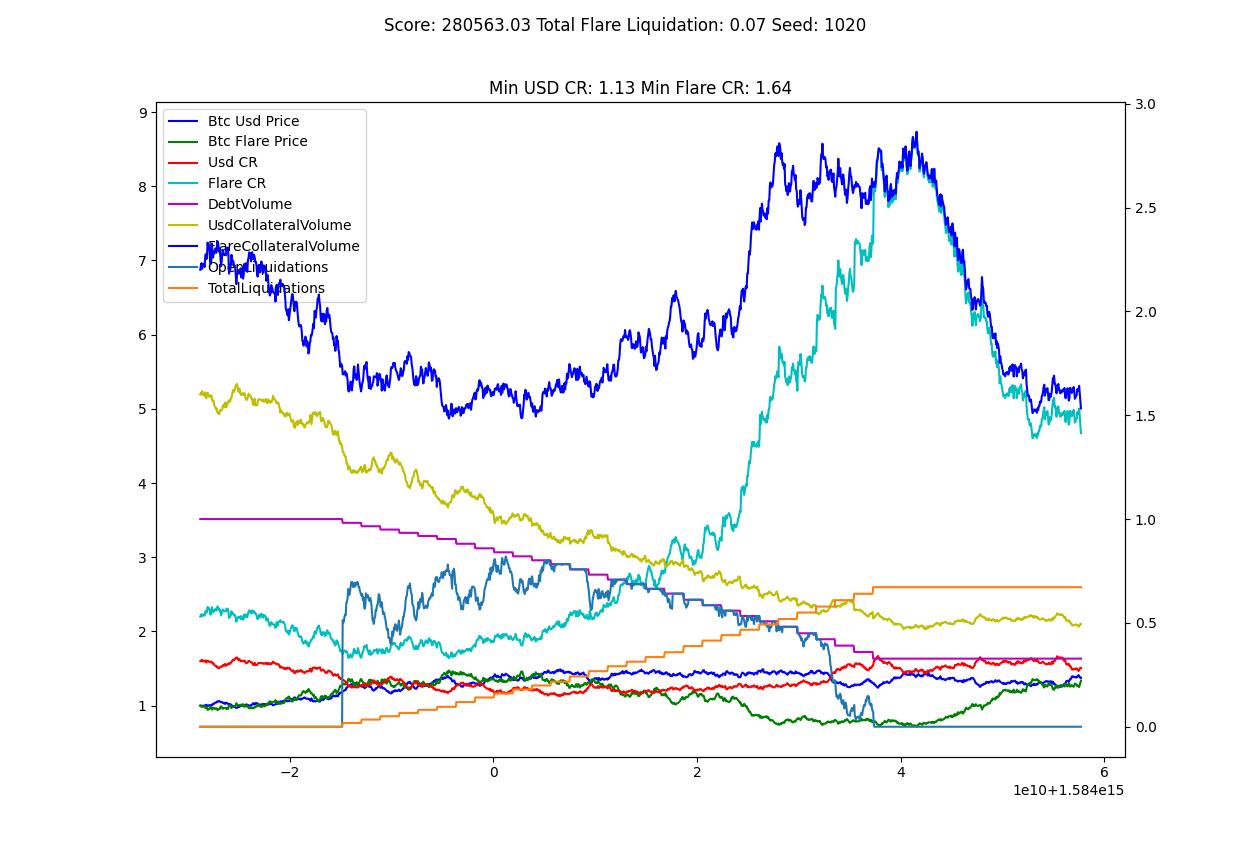 Score: 280563.03 Total Flare Liquidation: 0.07 Seed: 1020
Min USD CR: 1.13 Min Flare CR: 1.64
Btc Usd Price
Btc Flare Price
Usd CR
Flare CR
DebtVolume
UsdCollateralVolume
FlareCollateralVolume
OpenLiquidations
TotalLiquidations
9
8
7
6
5
4
3
2
1
3.0
2.5
2.0
1.5
1.0
0.5
0.0
−2
0
2
4
6
1e10+1.584e15